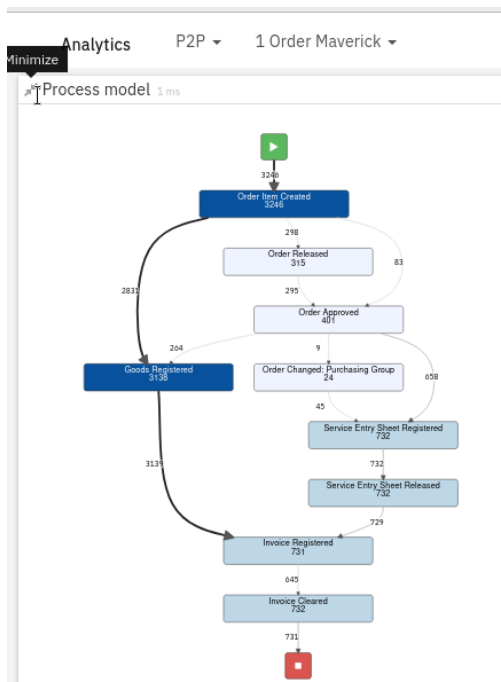 Analytics P2P 1 Order Maverick
Minimize
Process model 1 ms
3246
Order Item Created
3246
298
Order Released
315
83
2831
295
Order Approved
401
264
9
Goods Registered
3138
Order Changed: Purchasing Group
24
658
45
Service Entry Sheet Registered
732
3139
732
Service Entry Sheet Released
732
729
Invoice Registered
731
645
Invoice Cleared
732
731